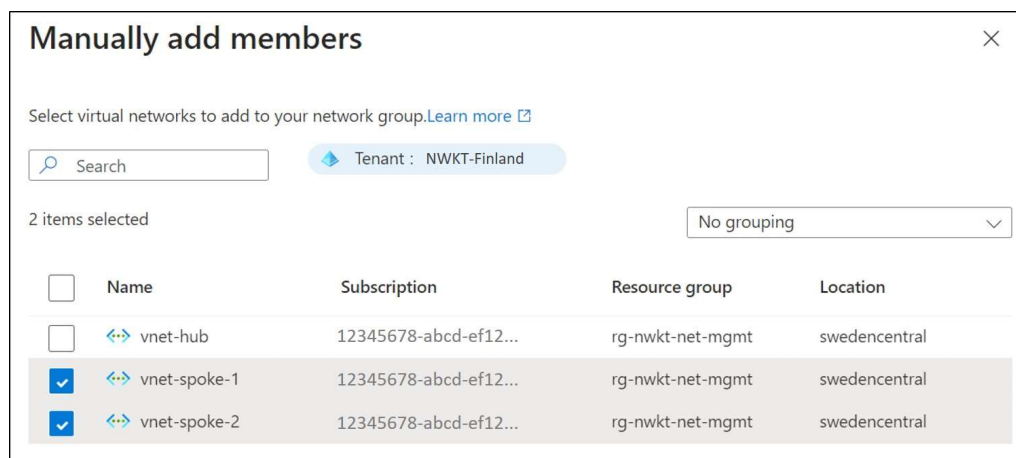 Manually add members
Select virtual networks to add to your network group.Learn more
Search
Tenant : NWKT-Finland
2 items selected
No grouping
Name Subscription Resource group Location
vnet-hub 12345678-abcd-ef12... rg-nwkt-net-mgmt swedencentral
vnet-spoke-1 12345678-abcd-ef12... rg-nwkt-net-mgmt swedencentral
vnet-spoke-2 12345678-abcd-ef12... rg-nwkt-net-mgmt swedencentral